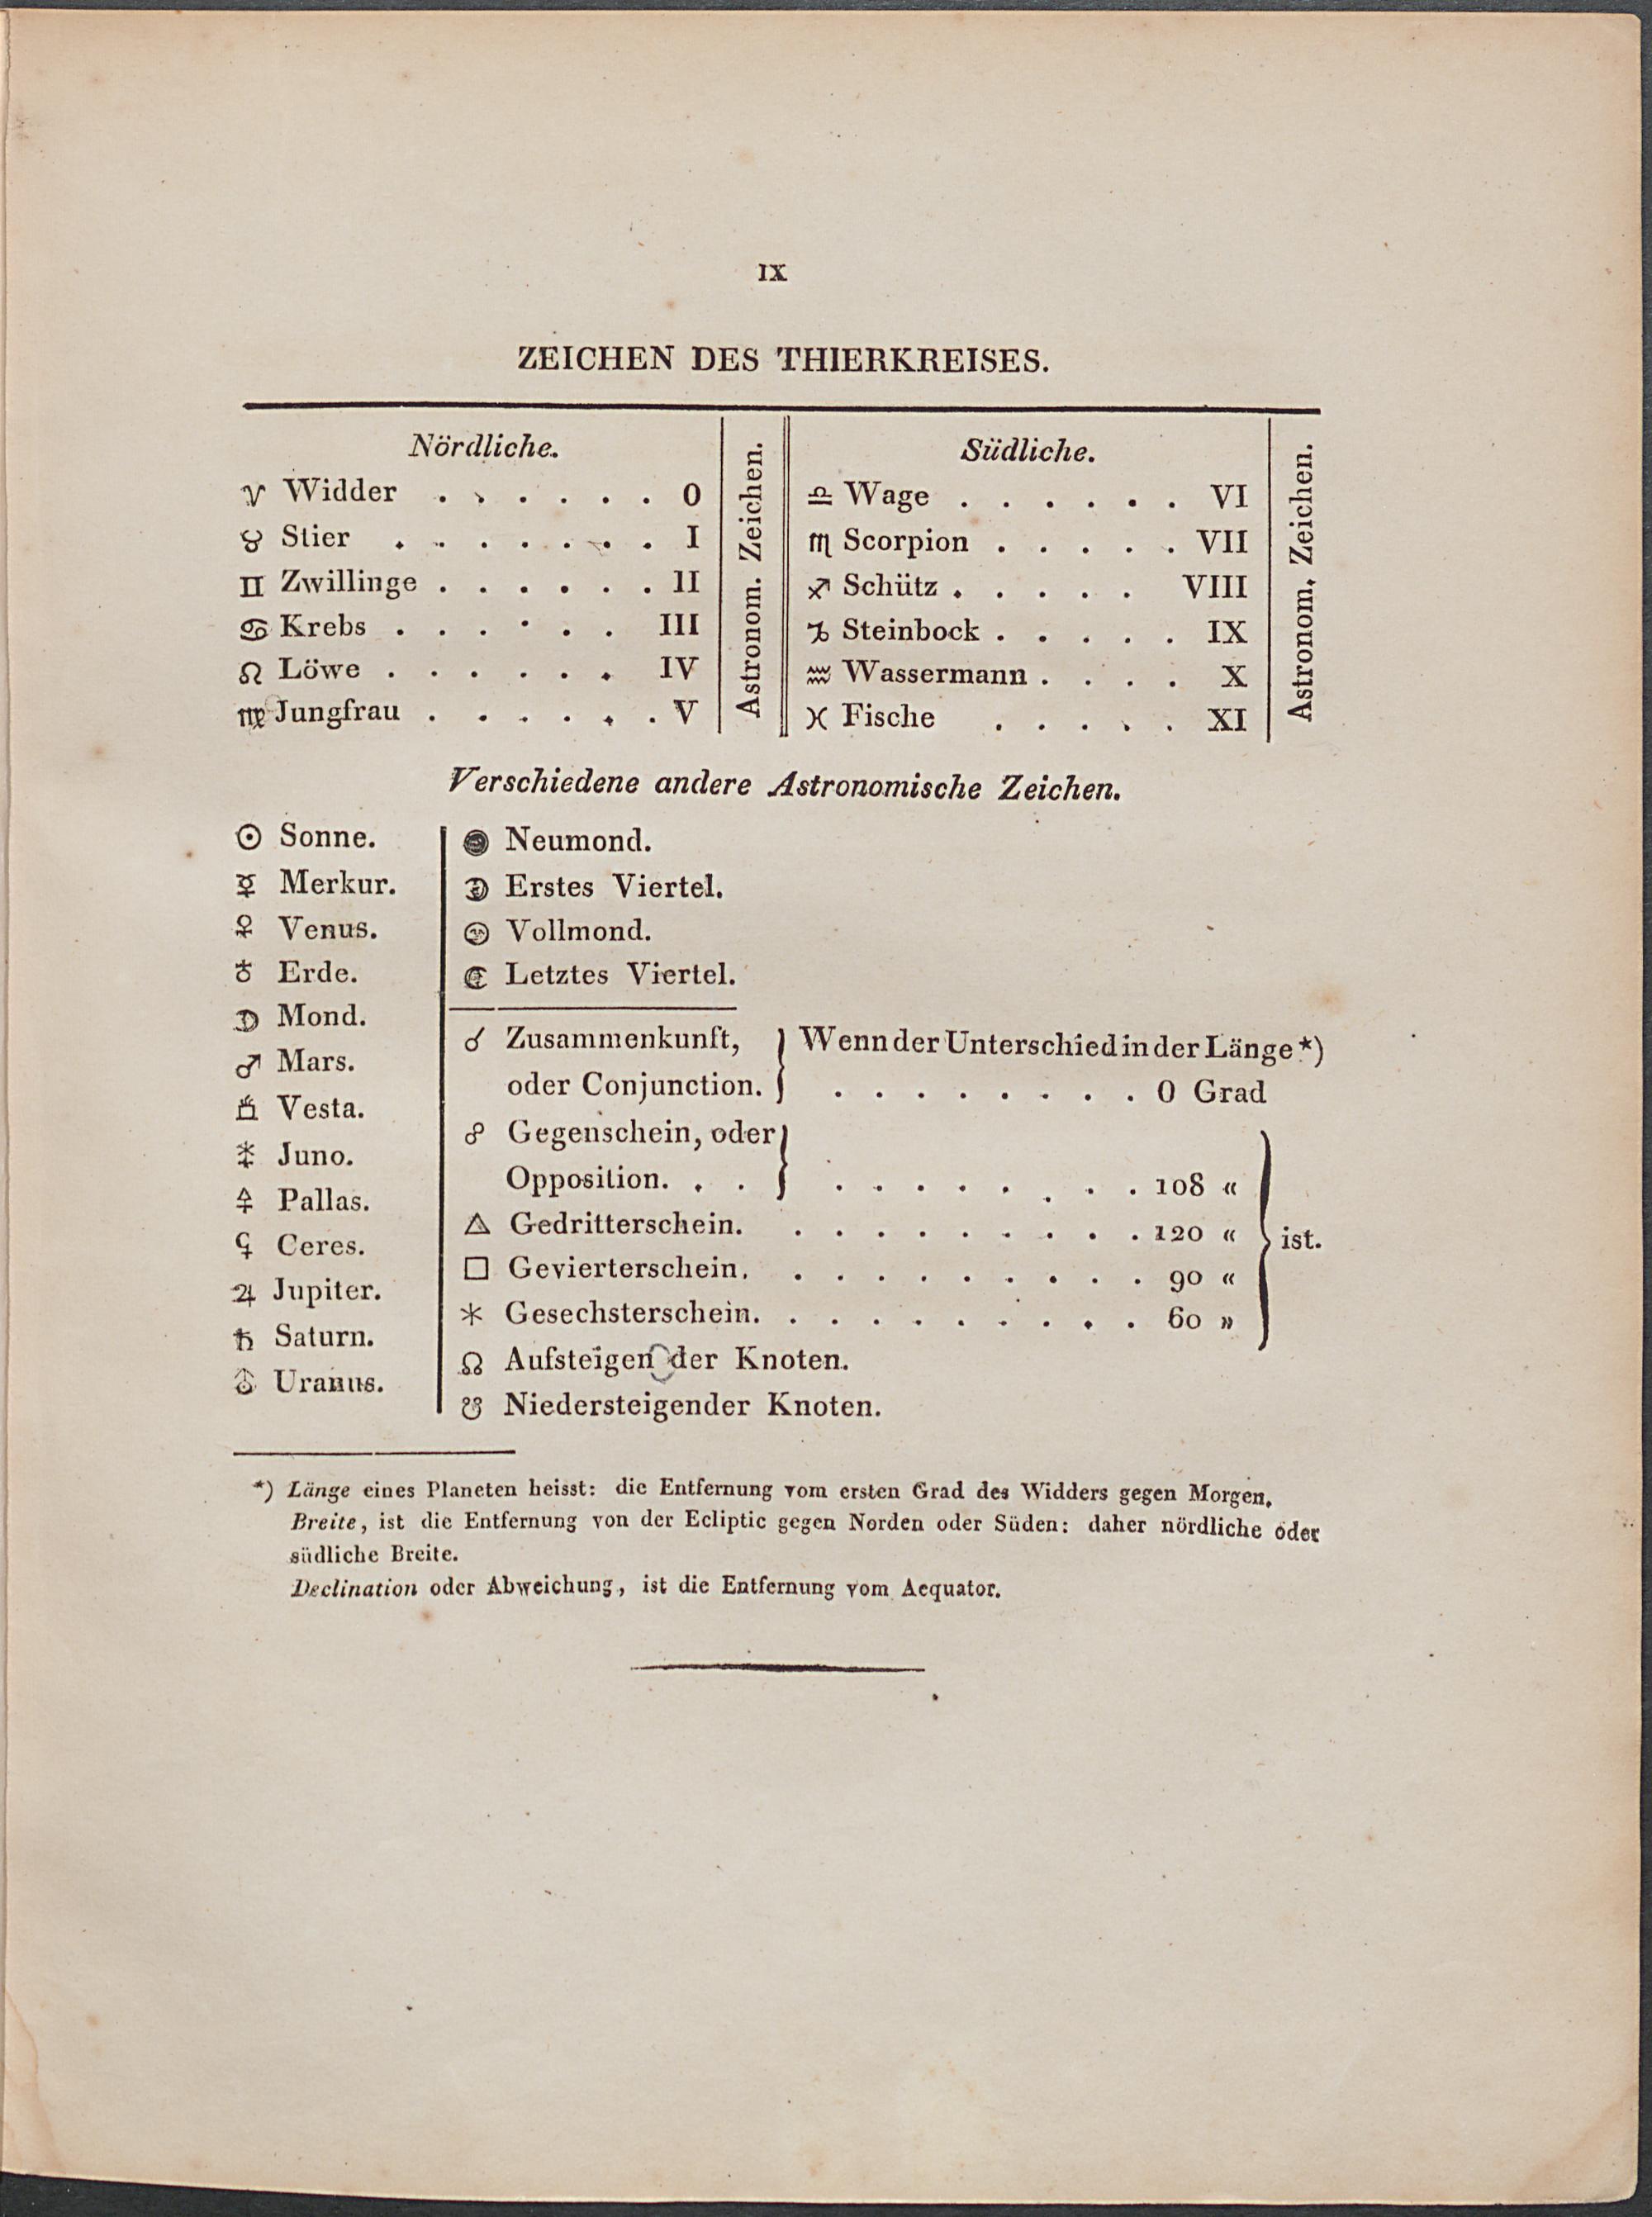 IX
ZEICHEN DES THIERKREISES.
Nördliche.
♈ Widder . . . . . . 0
♉ Stier . . . . . . . I
♊ Zwillinge . . . . . . II
♋ Krebs . . . . . . III
♌ Löwe . . . . . . IV
♍ Jungfrau . . . . . . V
Astronom. Zeichen.
Südliche.
♎ Wage . . . . . . VI
♏ Scorpion . . . . . VII
♐ Schütz . . . . . VIII
♑ Steinbock . . . . . IX
♒ Wassermann . . . . X
♓ Fische . . . . . XI
Astronom. Zeichen.
Verschiedene andere Astronomische Zeichen.
☉ Sonne.
☿ Merkur.
♀ Venus.
♁ Erde.
☽ Mond.
♂ Mars.
⚶ Vesta.
⚵ Juno.
⚴ Pallas.
⚳ Ceres.
♃ Jupiter.
♄ Saturn.
⛢ Uranus.
● Neumond.
☽ Erstes Viertel.
☺ Vollmond.
☾ Letztes Viertel.
☌ Zusammenkunft, } Wenn der Unterschied in der Länge *)
oder Conjunction. } . . . . . . . . 0 Grad
☍ Gegenschein, oder }
Opposition. . . } . . . . . . . . 108 «
△ Gedritterschein. . . . . . . . . . 120 « } ist.
□ Gevierterschein. . . . . . . . . . 90 «
⚹ Gesechsterschein. . . . . . . . . . 60 »
☊ Aufsteigen der Knoten.
☋ Niedersteigender Knoten.
*) Länge eines Planeten heisst: die Entfernung vom ersten Grad des Widders gegen Morgen.
Breite, ist die Entfernung von der Ecliptic gegen Norden oder Süden: daher nördliche oder
südliche Breite.
Declination oder Abweichung, ist die Entfernung vom Aequator.